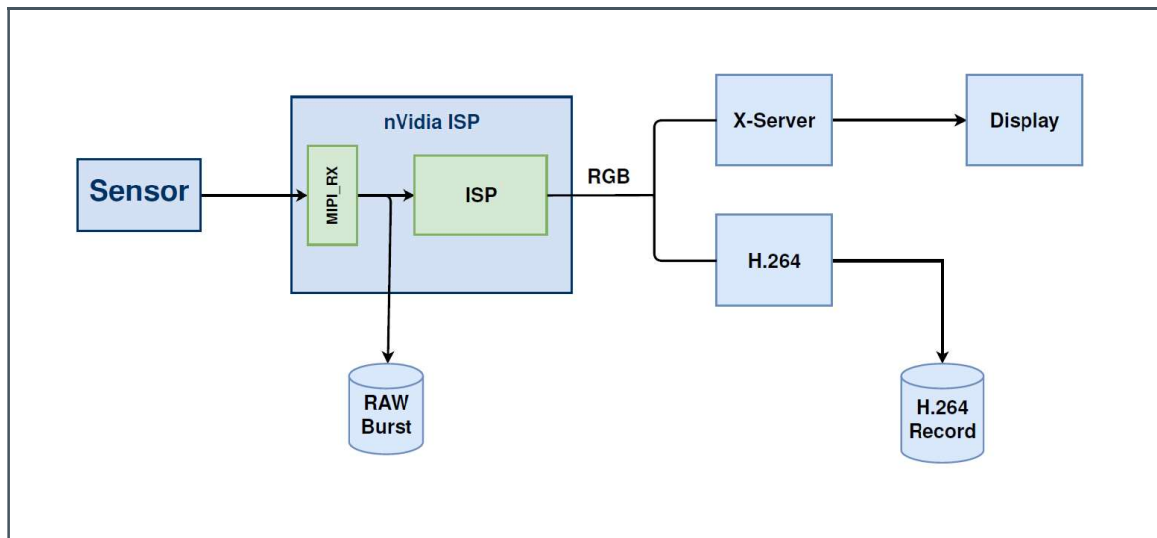 nVidia ISP
X-Server
Display
Sensor
MIPI_RX
ISP
RGB
H.264
RAW
Burst
H.264
Record